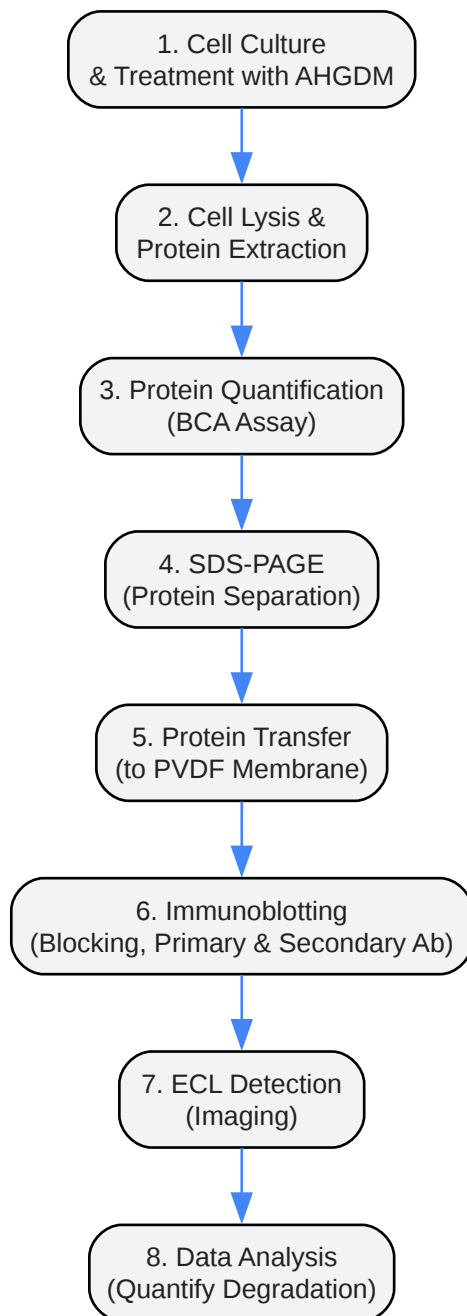 1. Cell Culture
& Treatment with AHGDM
2. Cell Lysis &
Protein Extraction
3. Protein Quantification
(BCA Assay)
4. SDS-PAGE
(Protein Separation)
5. Protein Transfer
(to PVDF Membrane)
6. Immunoblotting
(Blocking, Primary & Secondary Ab)
7. ECL Detection
(Imaging)
8. Data Analysis
(Quantify Degradation)